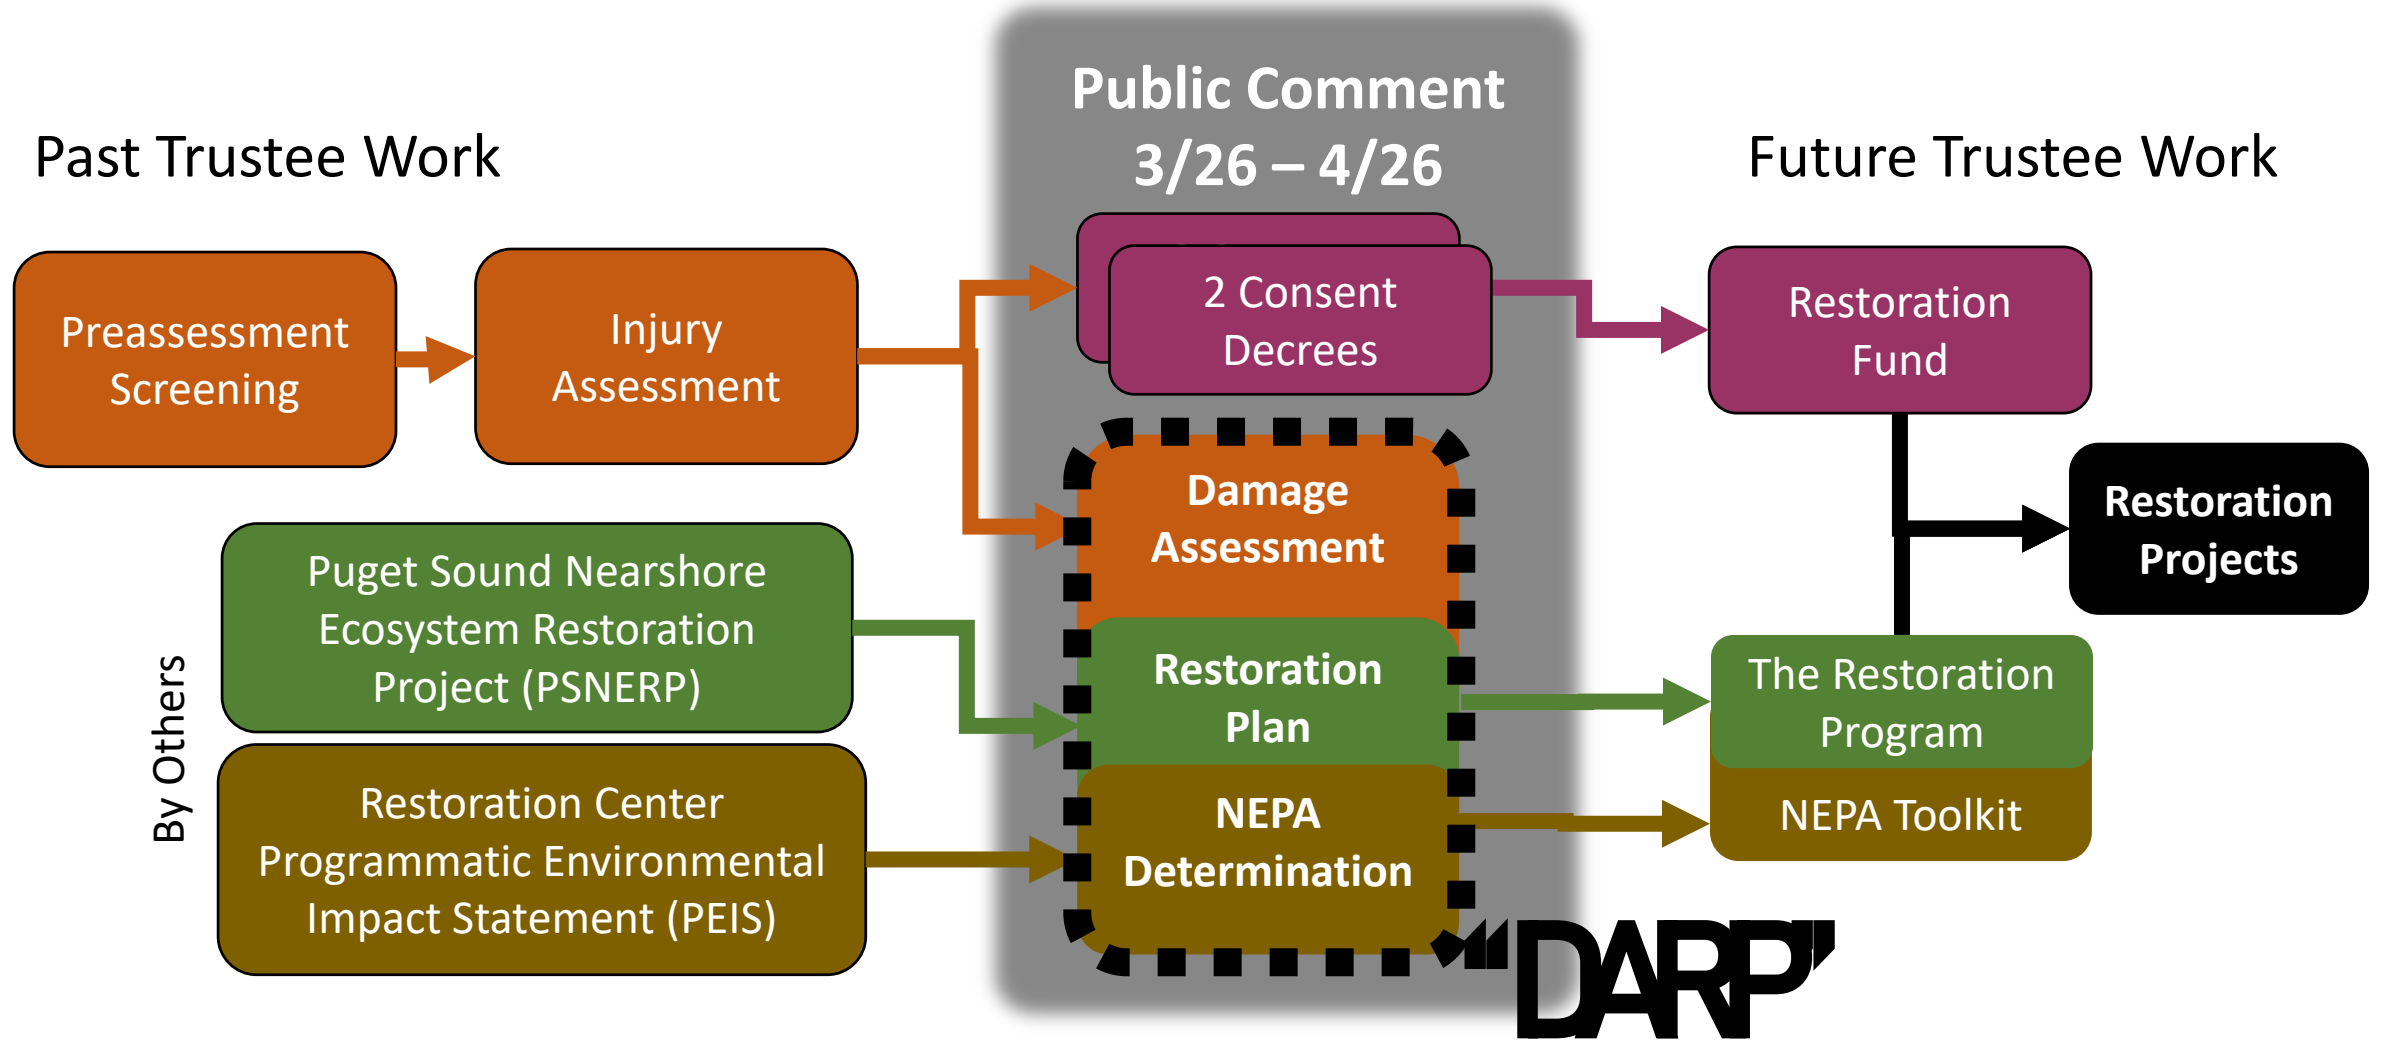 Public Comment
3/26 – 4/26
Past Trustee Work
Future Trustee Work
Preassessment
Screening
Injury
Assessment
2 Consent
Decrees
Restoration
Fund
Damage
Assessment
Restoration
Projects
By Others
Puget Sound Nearshore
Ecosystem Restoration
Project (PSNERP)
Restoration
Plan
The Restoration
Program
Restoration Center
Programmatic Environmental
Impact Statement (PEIS)
NEPA
Determination
NEPA Toolkit
“DARP”